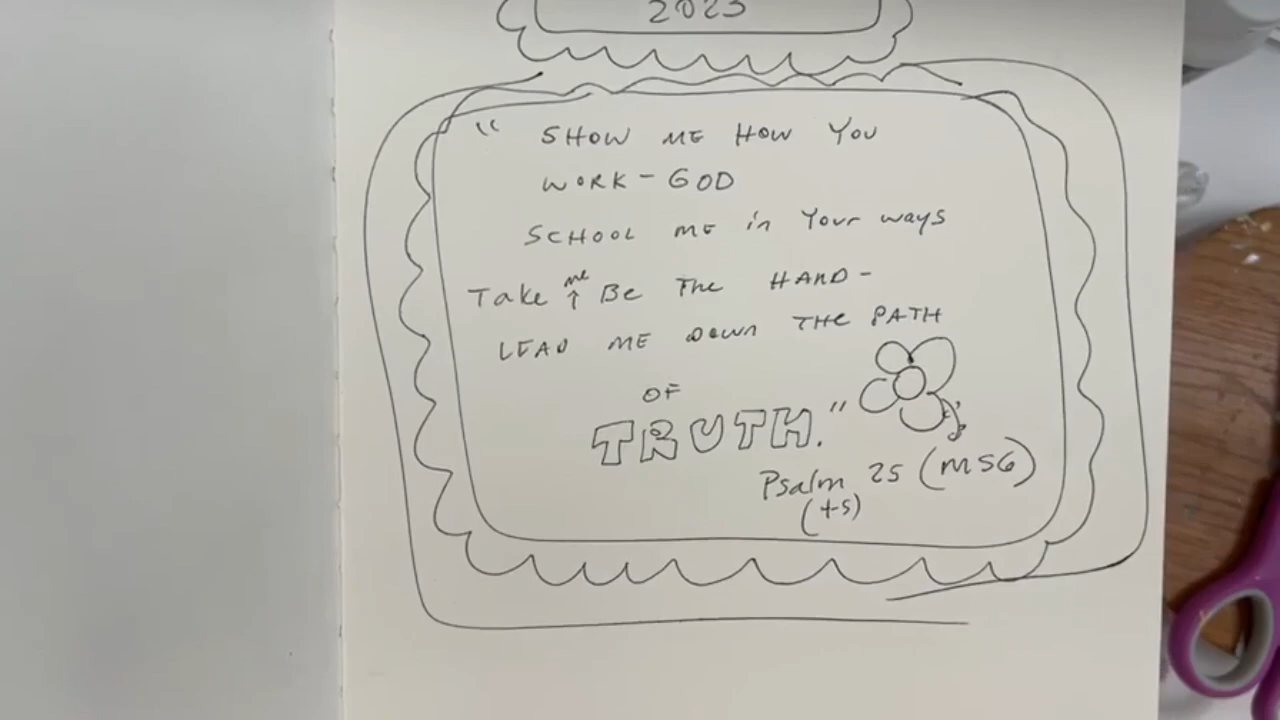 2023
" SHOW ME HOW YOU
WORK - GOD
SCHOOL ME in Your ways
Take me Be The HAND -
LEAD ME DOWN THE PATH
OF
TRUTH."
Psalm 25 (MSG)
(4-5)